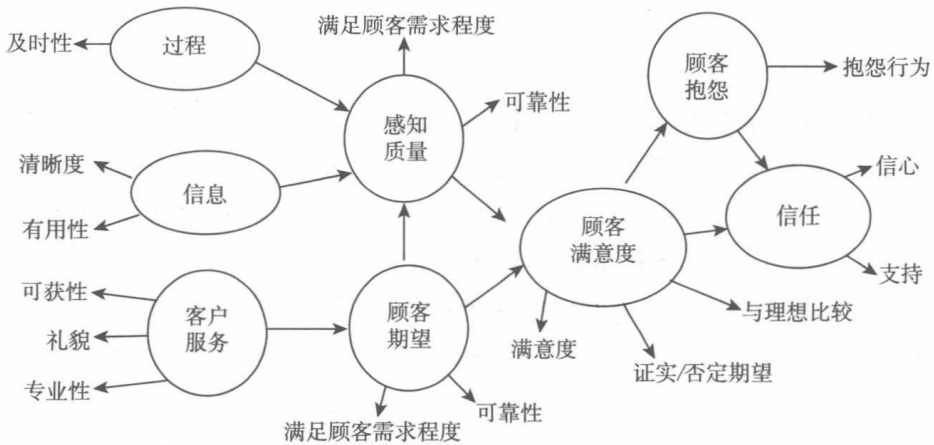 满足顾客需求程度
及时性
过程
顾客
抱怨
抱怨行为
可靠性
感知
质量
清晰度
信息
有用性
信心
信任
支持
顾客
满意度
可获性
礼貌
专业性
客户
服务
顾客
期望
与理想比较
满意度
证实/否定期望
可靠性
满足顾客需求程度